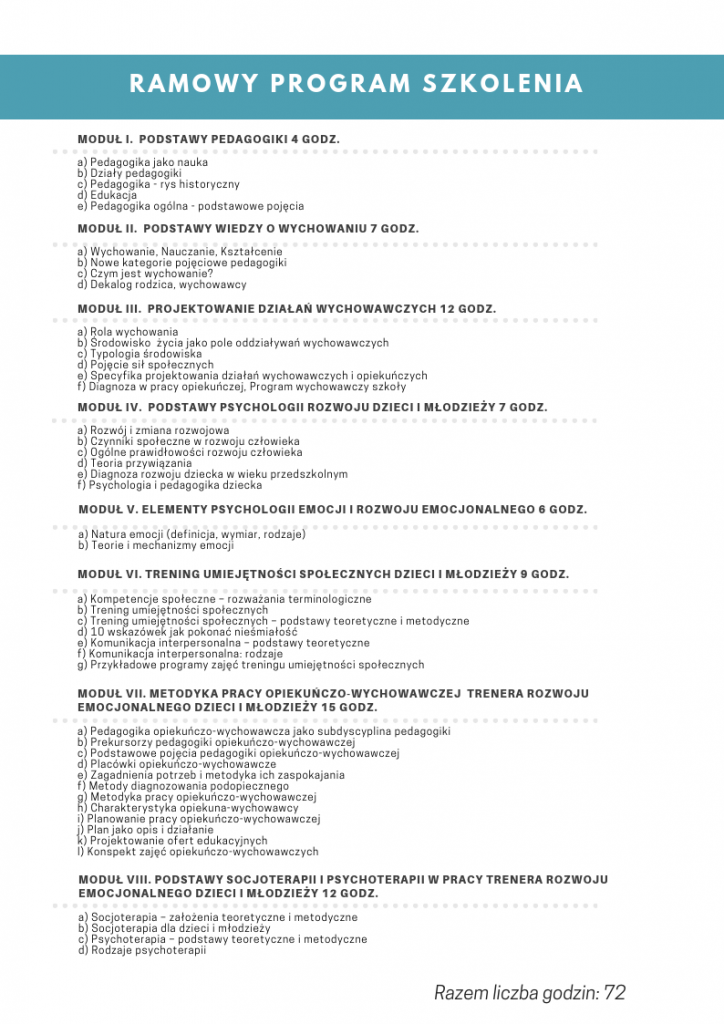 RAMOWY PROGRAM SZKOLENIA
MODUŁ I. PODSTAWY PEDAGOGIKI 4 GODZ.
a) Pedagogika jako nauka
b) Działy pedagogiki
c) Pedagogika - rys historyczny
d) Edukacja
e) Pedagogika ogólna - podstawowe pojęcia
MODUŁ II. PODSTAWY WIEDZY O WYCHOWANIU 7 GODZ.
a) Wychowanie, Nauczanie, Kształcenie
b) Nowe kategorie pojęciowe pedagogiki
c) Czym jest wychowanie?
d) Dekalog rodzica, wychowawcy
MODUŁ III. PROJEKTOWANIE DZIAŁAŃ WYCHOWAWCZYCH 12 GODZ.
a) Rola wychowania
b) Środowisko życia jako pole oddziaływań wychowawczych
c) Typologia środowiska
d) Pojęcie sił społecznych
e) Specyfika projektowania działań wychowawczych i opiekuńczych
f) Diagnoza w pracy opiekuńczej, Program wychowawczy szkoły
MODUŁ IV. PODSTAWY PSYCHOLOGII ROZWOJU DZIECI I MŁODZIEŻY 7 GODZ.
a) Rozwój i zmiana rozwojowa
b) Czynniki społeczne w rozwoju człowieka
c) Ogólne prawidłowości rozwoju człowieka
d) Teoria przywiązania
e) Diagnoza rozwoju dziecka w wieku przedszkolnym
f) Psychologia i pedagogika dziecka
MODUŁ V. ELEMENTY PSYCHOLOGII EMOCJI I ROZWOJU EMOCJONALNEGO 6 GODZ.
a) Natura emocji (definicja, wymiar, rodzaje)
b) Teorie i mechanizmy emocji
MODUŁ VI. TRENING UMIEJĘTNOŚCI SPOŁECZNYCH DZIECI I MŁODZIEŻY 9 GODZ.
a) Kompetencje społeczne – rozważania terminologiczne
b) Trening umiejętności społecznych
c) Trening umiejętności społecznych – podstawy teoretyczne i metodyczne
d) 10 wskazówek jak pokonać nieśmiałość
e) Komunikacja interpersonalna – podstawy teoretyczne
f) Komunikacja interpersonalna: rodzaje
g) Przykładowe programy zajęć treningu umiejętności społecznych
MODUŁ VII. METODYKA PRACY OPIEKUŃCZO-WYCHOWAWCZEJ TRENERA ROZWOJU
EMOCJONALNEGO DZIECI I MŁODZIEŻY 15 GODZ.
a) Pedagogika opiekuńczo-wychowawcza jako subdyscyplina pedagogiki
b) Prekursorzy pedagogiki opiekuńczo-wychowawczej
c) Podstawowe pojęcia pedagogiki opiekuńczo-wychowawczej
d) Placówki opiekuńczo-wychowawcze
e) Zagadnienia potrzeb i metodyka ich zaspokajania
f) Metody diagnozowania podopiecznego
g) Metodyka pracy opiekuńczo-wychowawczej
h) Charakterystyka opiekuna-wychowawcy
i) Planowanie pracy opiekuńczo-wychowawczej
j) Plan jako opis i działanie
k) Projektowanie ofert edukacyjnych
l) Konspekt zajęć opiekuńczo-wychowawczych
MODUŁ VIII. PODSTAWY SOCJOTERAPII I PSYCHOTERAPII W PRACY TRENERA ROZWOJU
EMOCJONALNEGO DZIECI I MŁODZIEŻY 12 GODZ.
a) Socjoterapia – założenia teoretyczne i metodyczne
b) Socjoterapia dla dzieci i młodzieży
c) Psychoterapia – podstawy teoretyczne i metodyczne
d) Rodzaje psychoterapii
Razem liczba godzin: 72